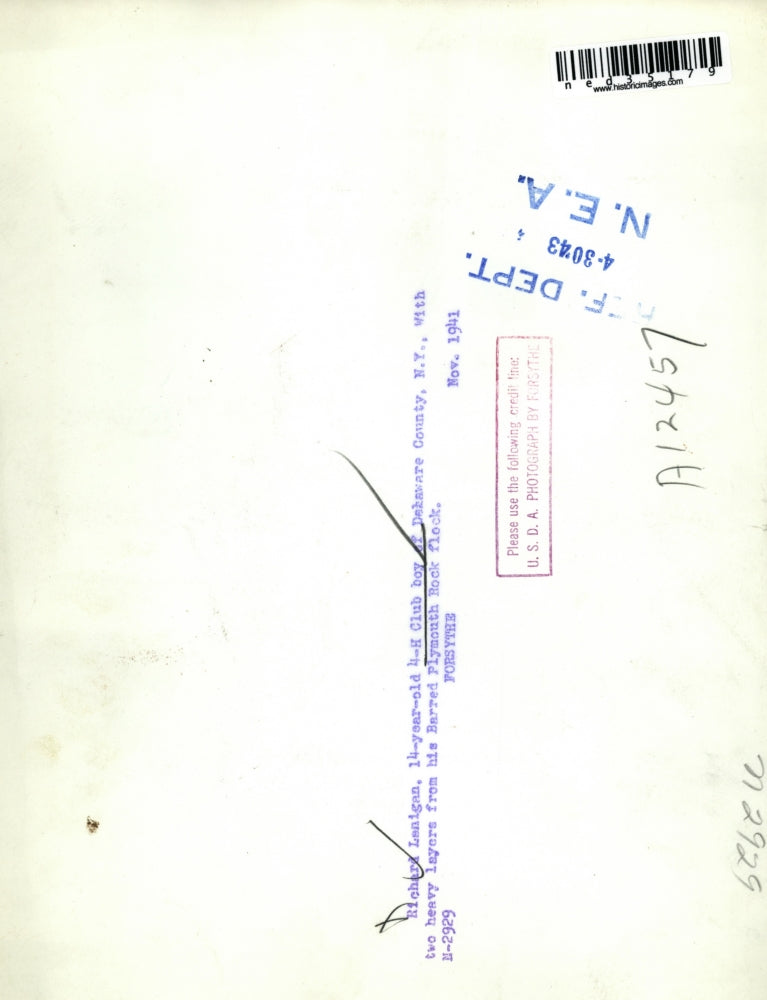 ned35179
www.historicimages.com
N.E.A.
4-3043
REF. DEPT.
Richard Lanigan, 14-year-old 4-H Club boy of Delaware County, N.Y., with
two heavy layers from his Barred Plymouth Rock flock.
N-2929 FORSYTHE Nov. 1941
Please use the following credit line:
U. S. D. A. PHOTOGRAPH BY FORSYTHE
A12457
N2929